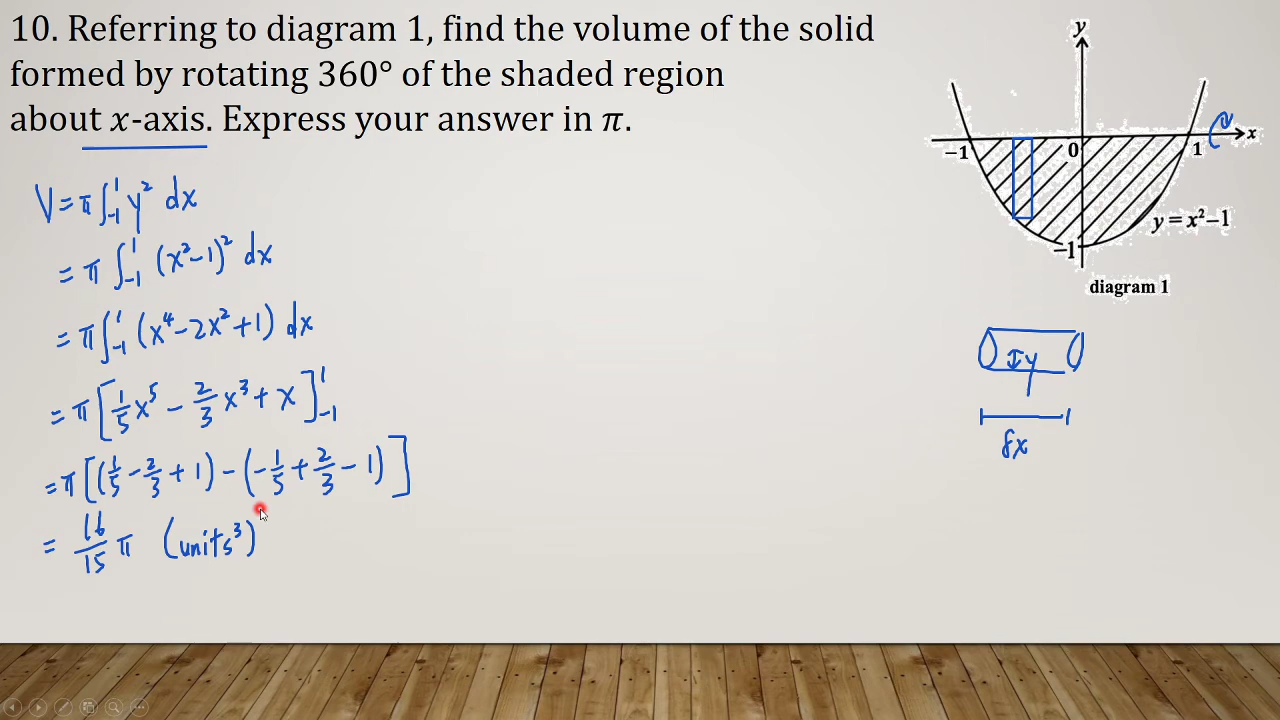 10. Referring to diagram 1, find the volume of the solid
formed by rotating 360° of the shaded region
about x-axis. Express your answer in π.
V = π∫₋₁¹ y² dx
= π ∫₋₁¹ (x²-1)² dx
= π∫₋₁¹ (x⁴-2x²+1) dx
= π[1/5 x⁵ - 2/3 x³ + x]₋₁¹
= π[(1/5 - 2/3 + 1) - (-1/5 + 2/3 - 1)]
= 16/15 π (units³)
y
x
−1
0
1
y = x²−1
−1
diagram 1
y
δx